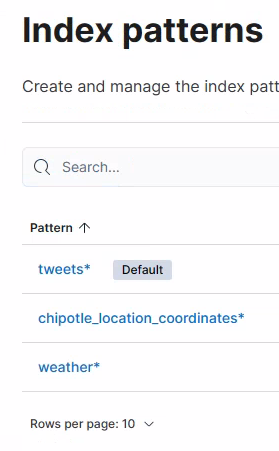 Index patterns
Create and manage the index patt
Search...
Pattern
tweets* Default
chipotle_location_coordinates*
weather*
Rows per page: 10